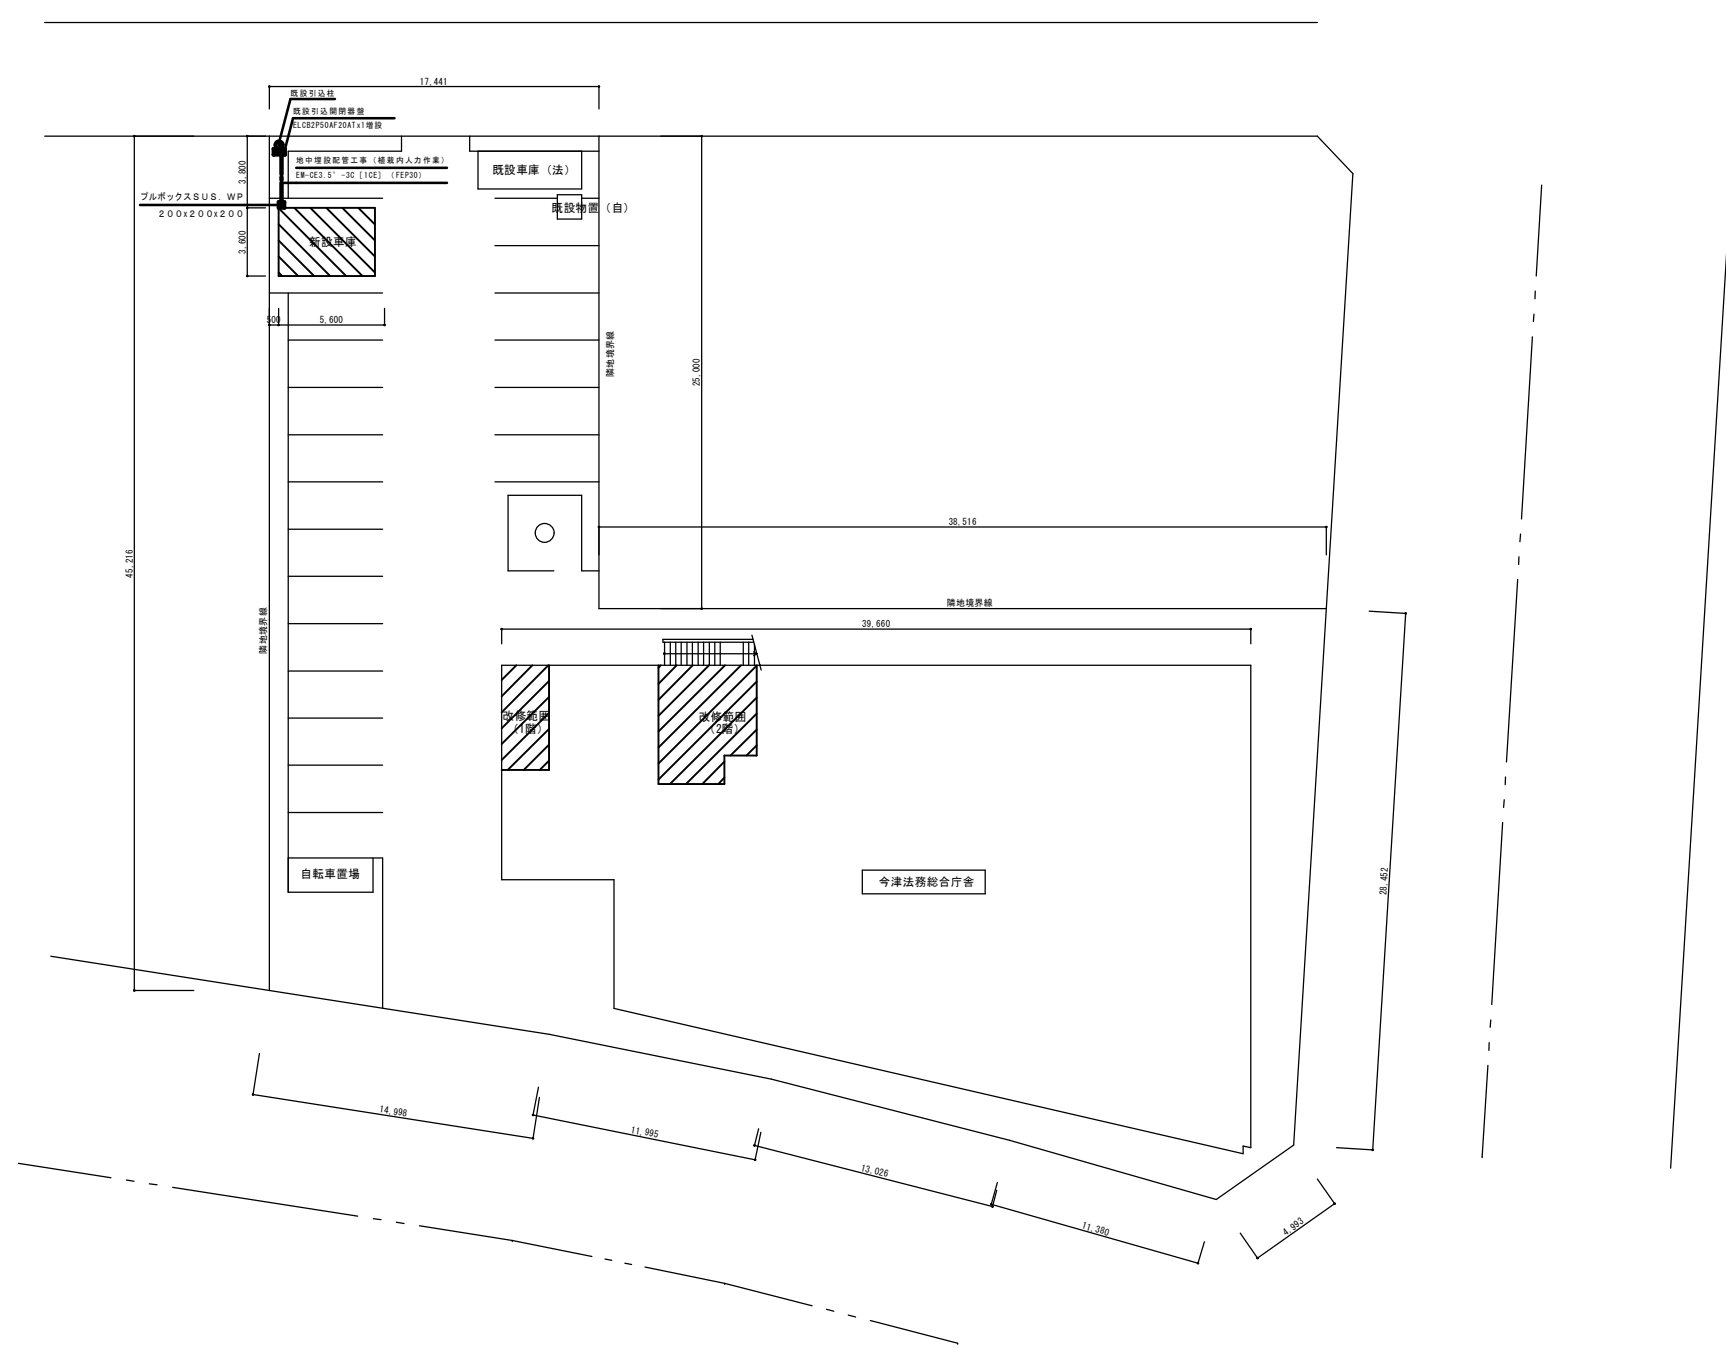 17,441
既設引込柱
既設引込開閉器盤
ELCB2P50AF20ATx1増設
地中埋設配管工事（植栽内人力作業）
EM-CE3.5'-3C [1CE] （FEP30）
3,800
プルボックスSUS. WP
200x200x200
3,600
新設車庫
既設車庫（法）
既設物置（自）
500
5,600
隣地境界線
25,000
38,516
45,216
隣地境界線
隣地境界線
39,660
改修範囲
(1階)
改修範囲
(2階)
自転車置場
今津法務総合庁舎
28,452
14,998
11,995
13,026
11,380
4,993